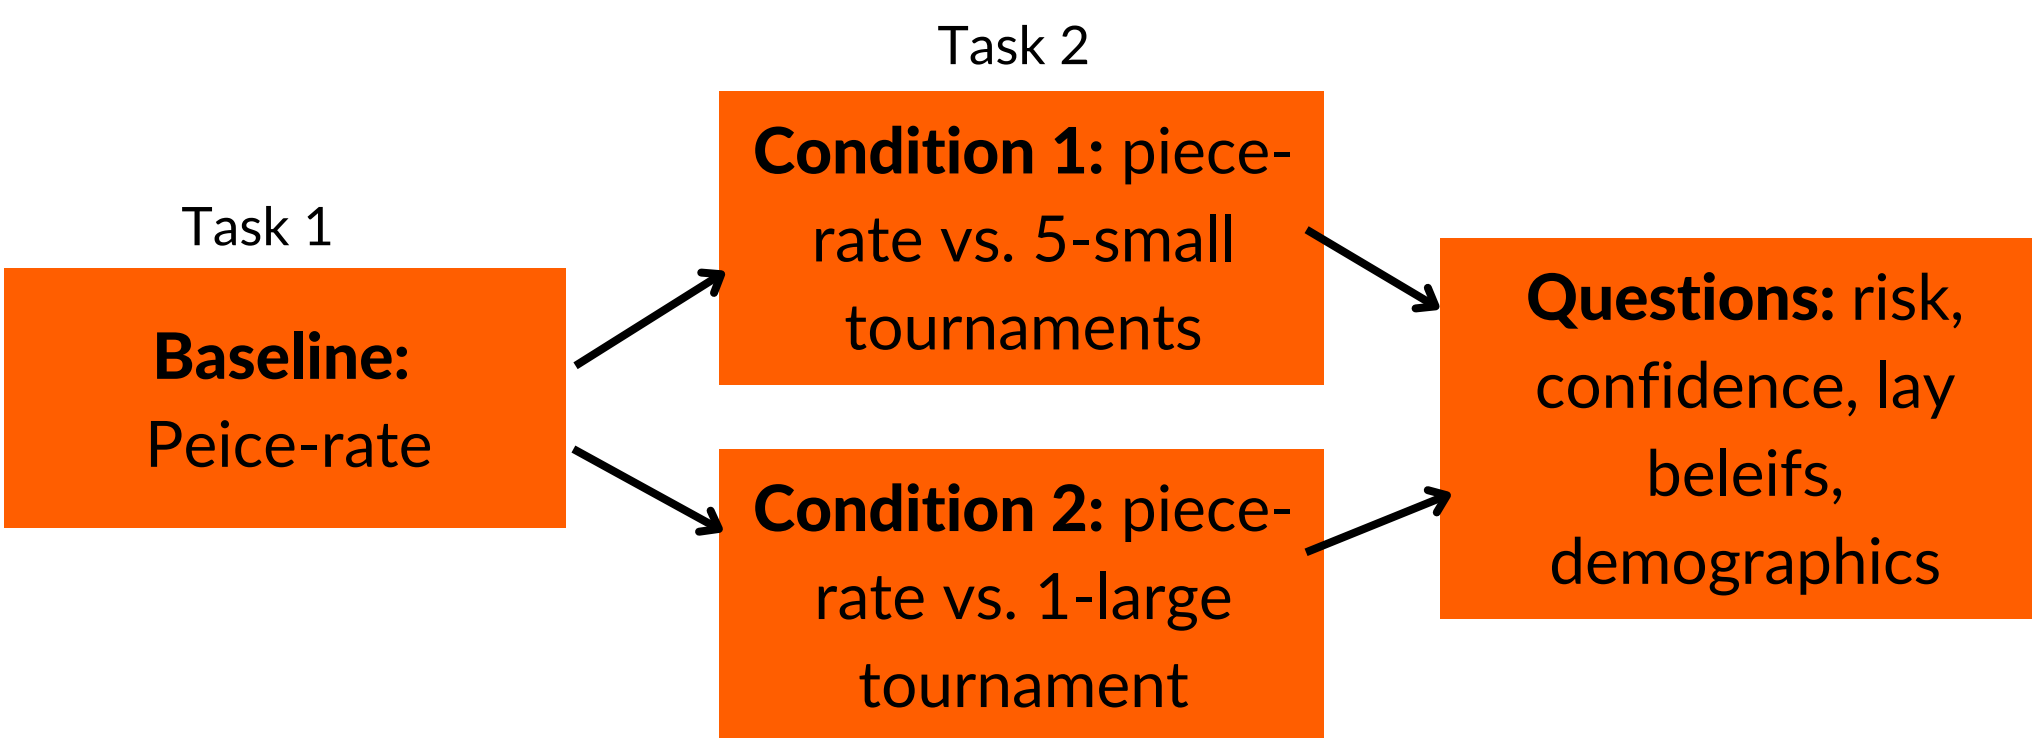 Task 1
Baseline:
Peice-rate
Task 2
Condition 1: piece-
rate vs. 5-small
tournaments
Condition 2: piece-
rate vs. 1-large
tournament
Questions: risk,
confidence, lay
beleifs,
demographics